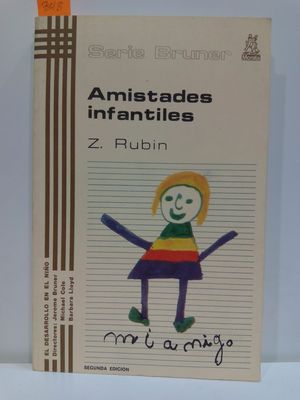 Serie Bruner
Amistades
infantiles
Z. Rubin
mi amigo
EL DESARROLLO EN EL NIÑO
Directores: Jerome Bruner
Michael Cole
Barbara Lloyd
SEGUNDA EDICION